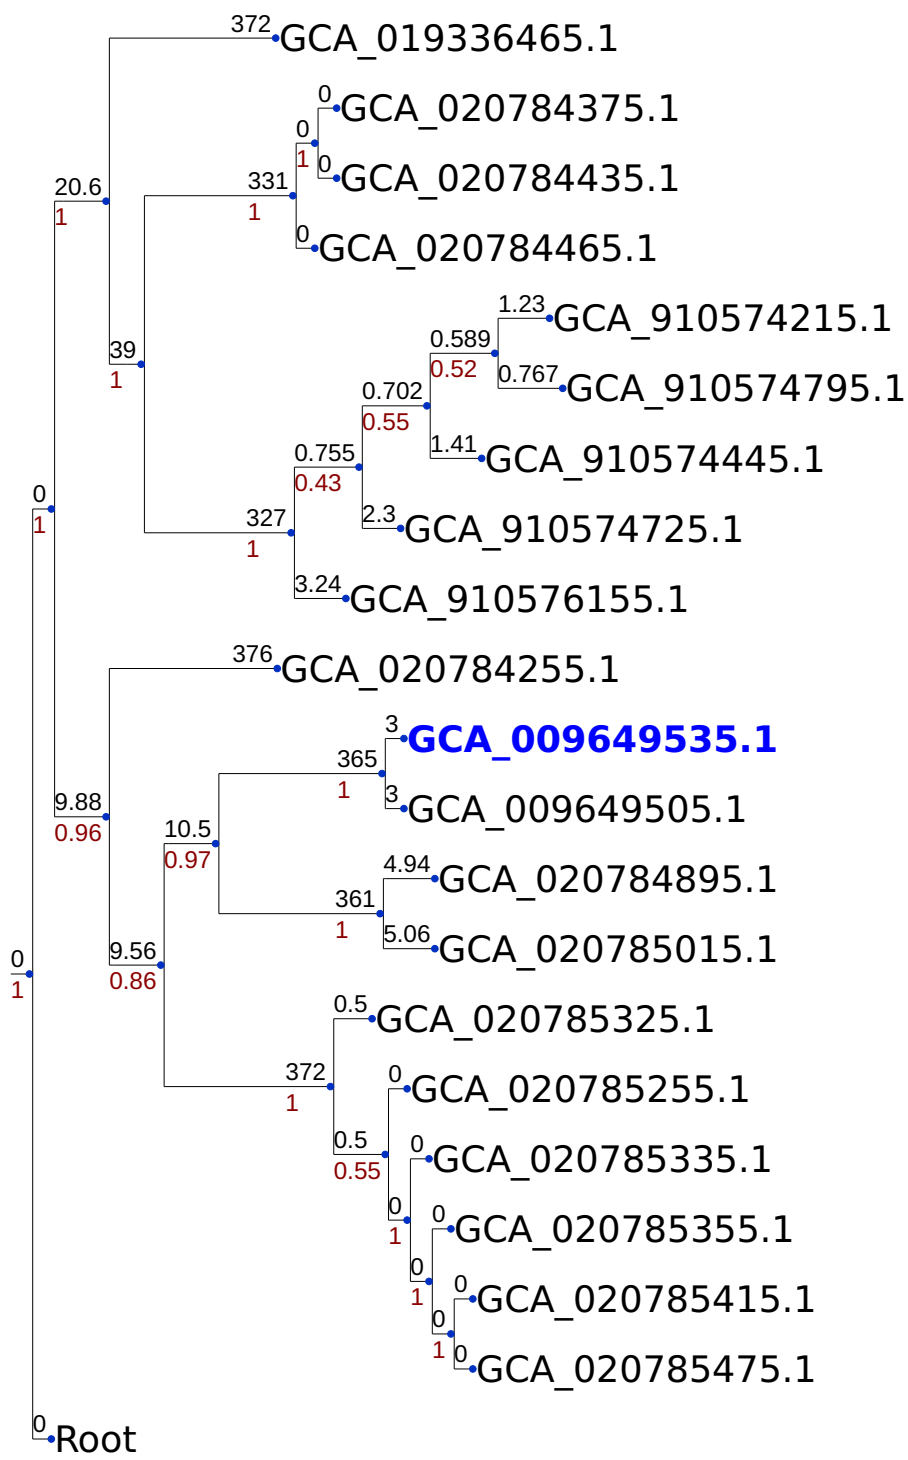 372
GCA_019336465.1
0
GCA_020784375.1
0
1
0
GCA_020784435.1
331
1
20.6
1
0
GCA_020784465.1
1.23
GCA_910574215.1
0.589
0.52
39
1
0.767
GCA_910574795.1
0.702
0.55
1.41
GCA_910574445.1
0.755
0.43
0
1
327
1
2.3
GCA_910574725.1
3.24
GCA_910576155.1
376
GCA_020784255.1
3
GCA_009649535.1
365
1
3
GCA_009649505.1
9.88
0.96
10.5
0.97
4.94
GCA_020784895.1
361
1
5.06
GCA_020785015.1
0
1
9.56
0.86
0.5
GCA_020785325.1
372
1
0
GCA_020785255.1
0.5
0.55
0
GCA_020785335.1
0
1
0
GCA_020785355.1
0
1
0
GCA_020785415.1
0
1
0
GCA_020785475.1
0
Root